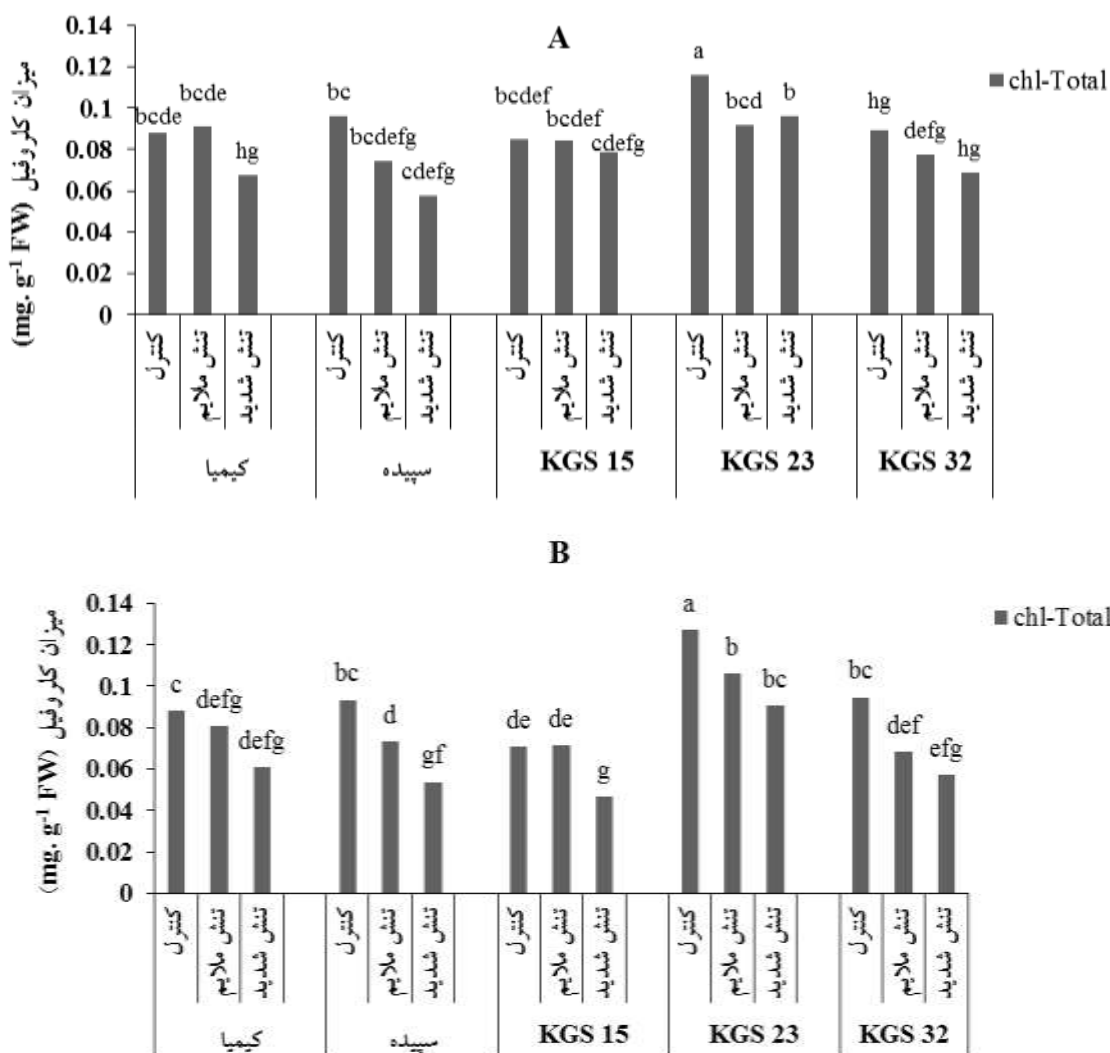 A
chl-Total
میزان کلروفیل (mg. g⁻¹ FW)
0.14
0.12
0.1
0.08
0.06
0.04
0.02
0
bcde
bcde
hg
bc
bcdefg
cdefg
bcdef
bcdef
cdefg
a
bcd
b
hg
defg
hg
کنترل
تنش ملایم
تنش شدید
کنترل
تنش ملایم
تنش شدید
کنترل
تنش ملایم
تنش شدید
کنترل
تنش ملایم
تنش شدید
کنترل
تنش ملایم
تنش شدید
کیمیا
سپیده
KGS 15
KGS 23
KGS 32
B
chl-Total
میزان کلروفیل (mg. g⁻¹ FW)
0.14
0.12
0.1
0.08
0.06
0.04
0.02
0
c
defg
defg
bc
d
gf
de
de
g
a
b
bc
bc
def
efg
کنترل
تنش ملایم
تنش شدید
کنترل
تنش ملایم
تنش شدید
کنترل
تنش ملایم
تنش شدید
کنترل
تنش ملایم
تنش شدید
کنترل
تنش ملایم
تنش شدید
کیمیا
سپیده
KGS 15
KGS 23
KGS 32